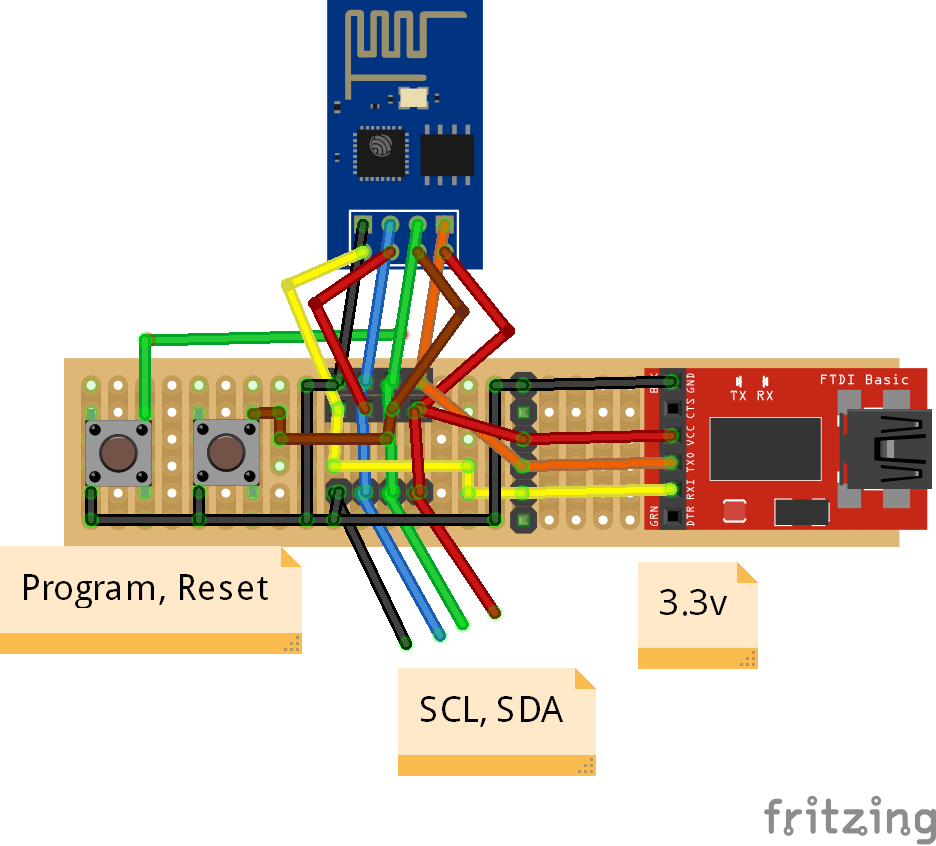 FTDI Basic
TX RX
BLK
GND
CTS
VCC
TXO
RXI
DTR
GRN
Program, Reset
3.3v
SCL, SDA
fritzing